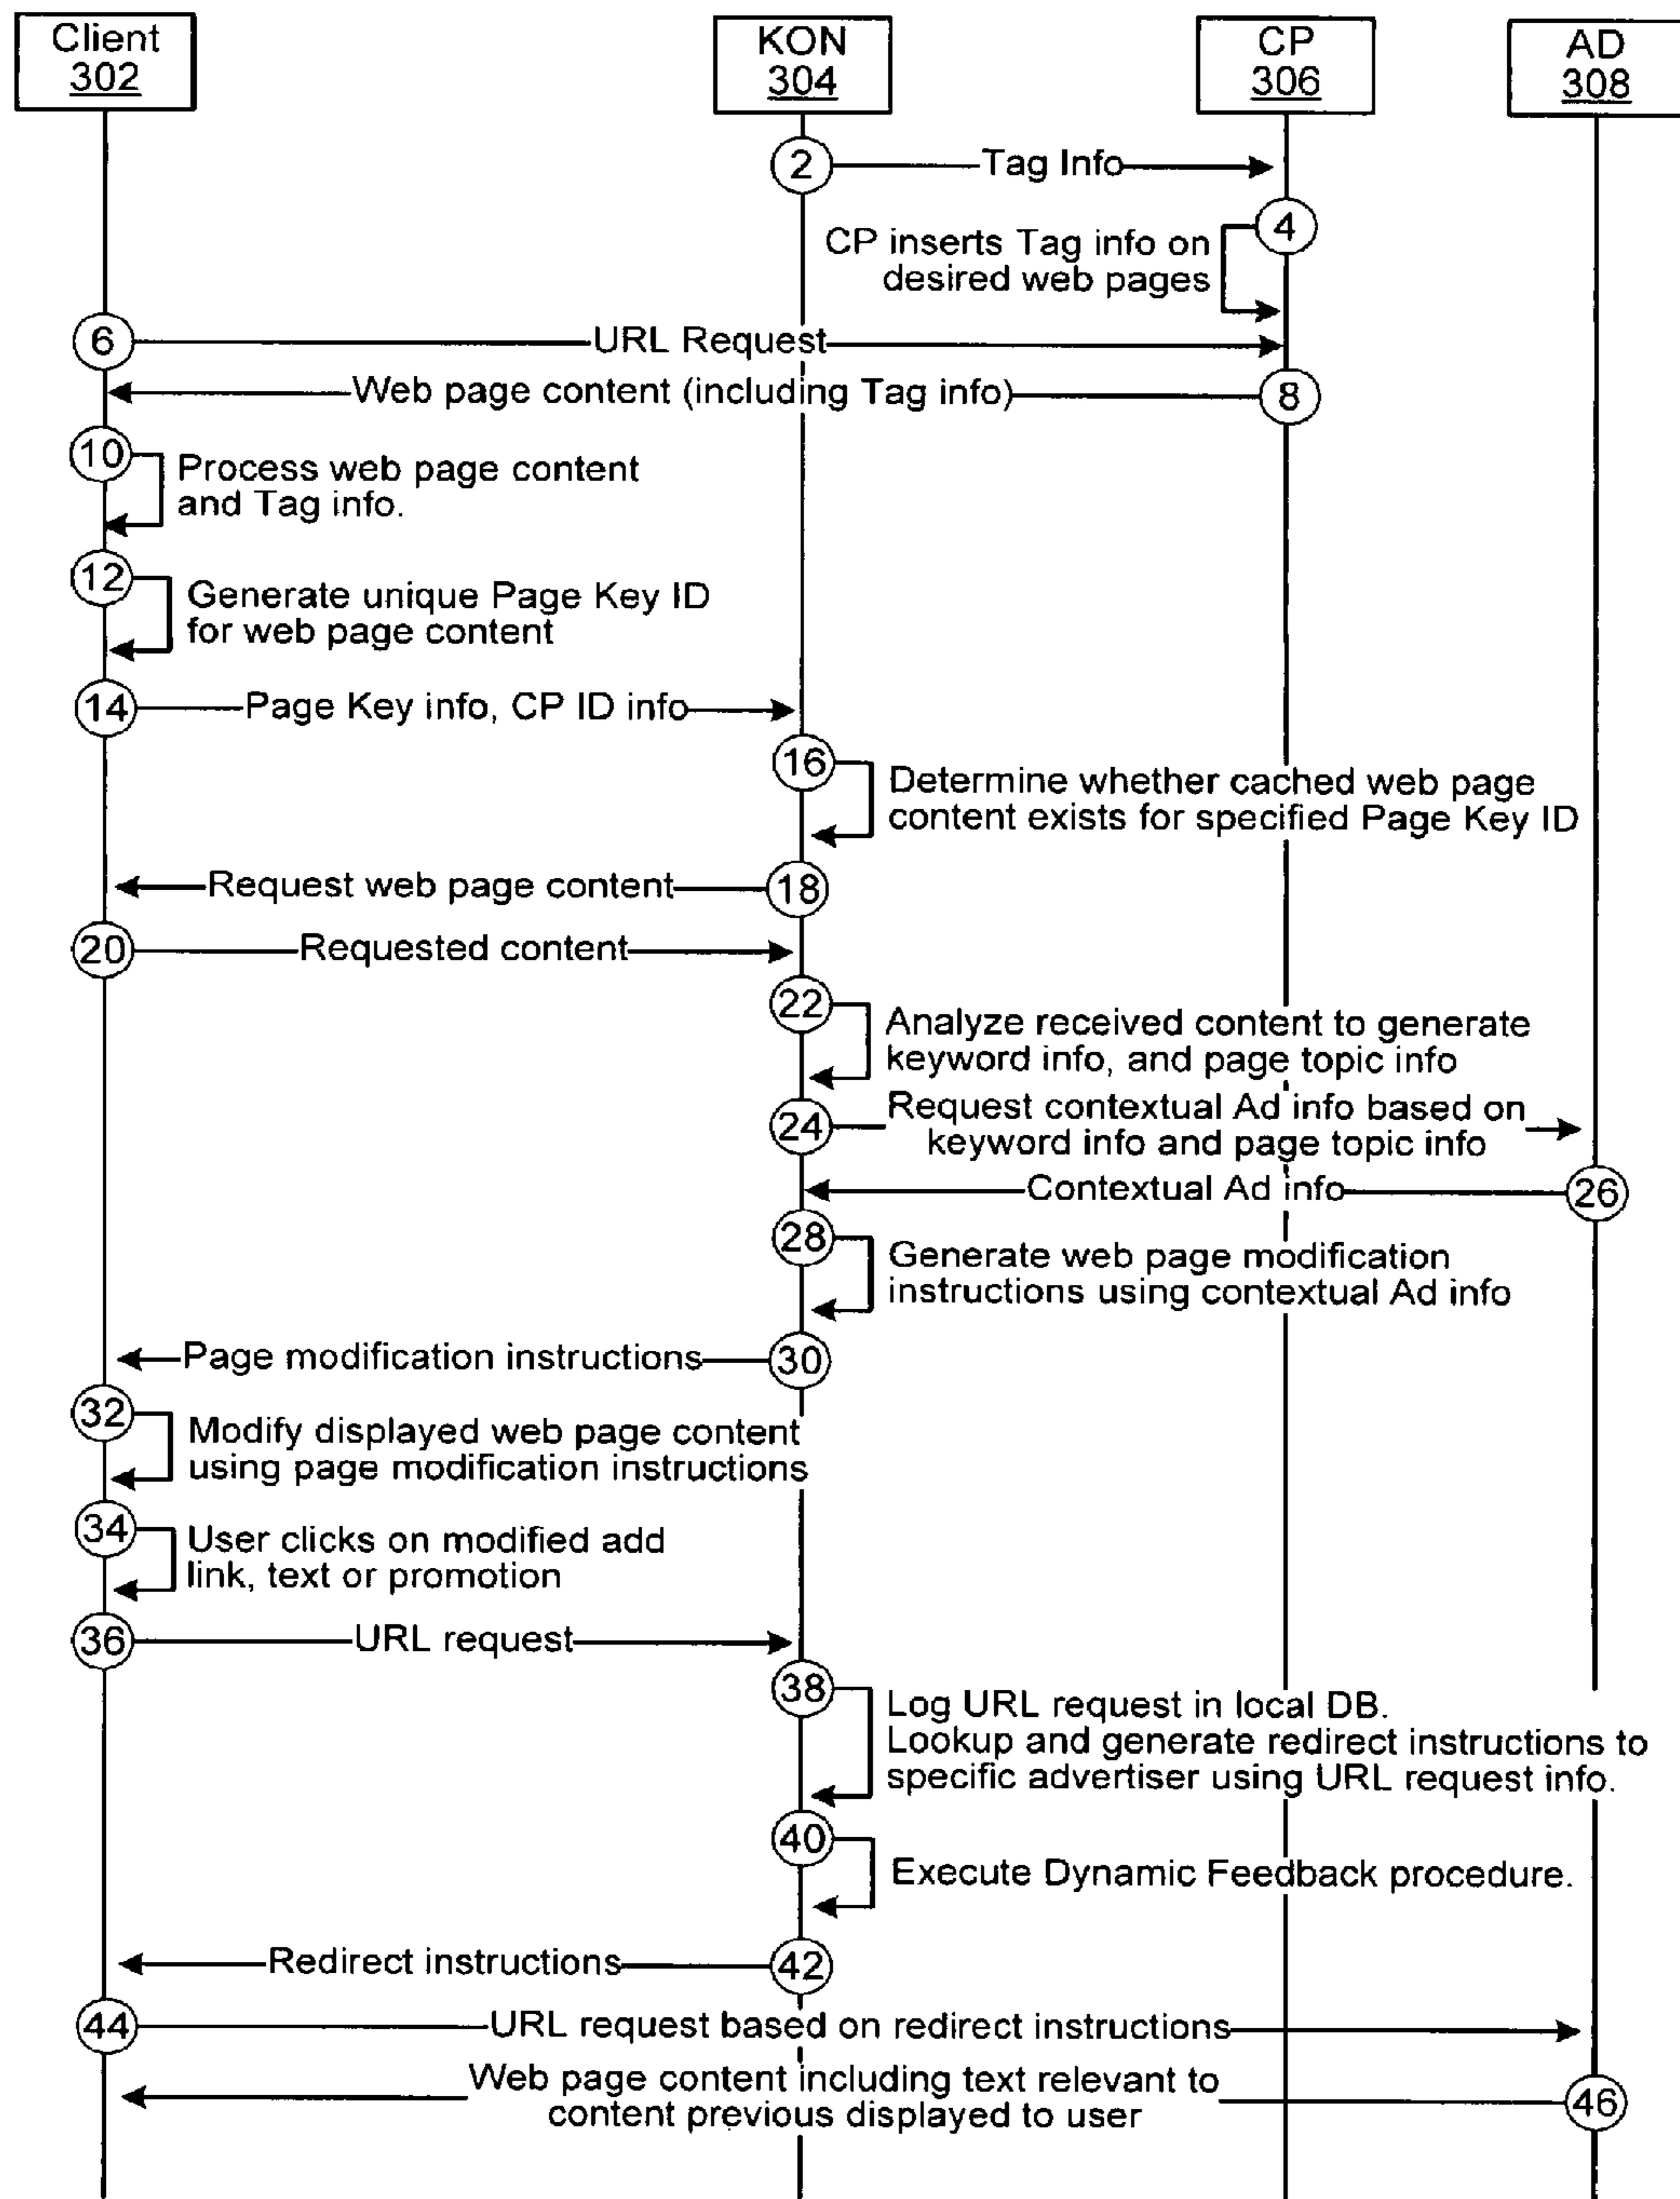 Client
302
KON
304
CP
306
AD
308
2
Tag Info
4
CP inserts Tag info on
desired web pages
6
URL Request
Web page content (including Tag info)
8
10
Process web page content
and Tag info.
12
Generate unique Page Key ID
for web page content
14
Page Key info, CP ID info
16
Determine whether cached web page
content exists for specified Page Key ID
Request web page content
18
20
Requested content
22
Analyze received content to generate
keyword info, and page topic info
24
Request contextual Ad info based on
keyword info and page topic info
Contextual Ad info
26
28
Generate web page modification
instructions using contextual Ad info
Page modification instructions
30
32
Modify displayed web page content
using page modification instructions
34
User clicks on modified add
link, text or promotion
36
URL request
38
Log URL request in local DB.
Lookup and generate redirect instructions to
specific advertiser using URL request info.
40
Execute Dynamic Feedback procedure.
Redirect instructions
42
44
URL request based on redirect instructions
Web page content including text relevant to
content previous displayed to user
46